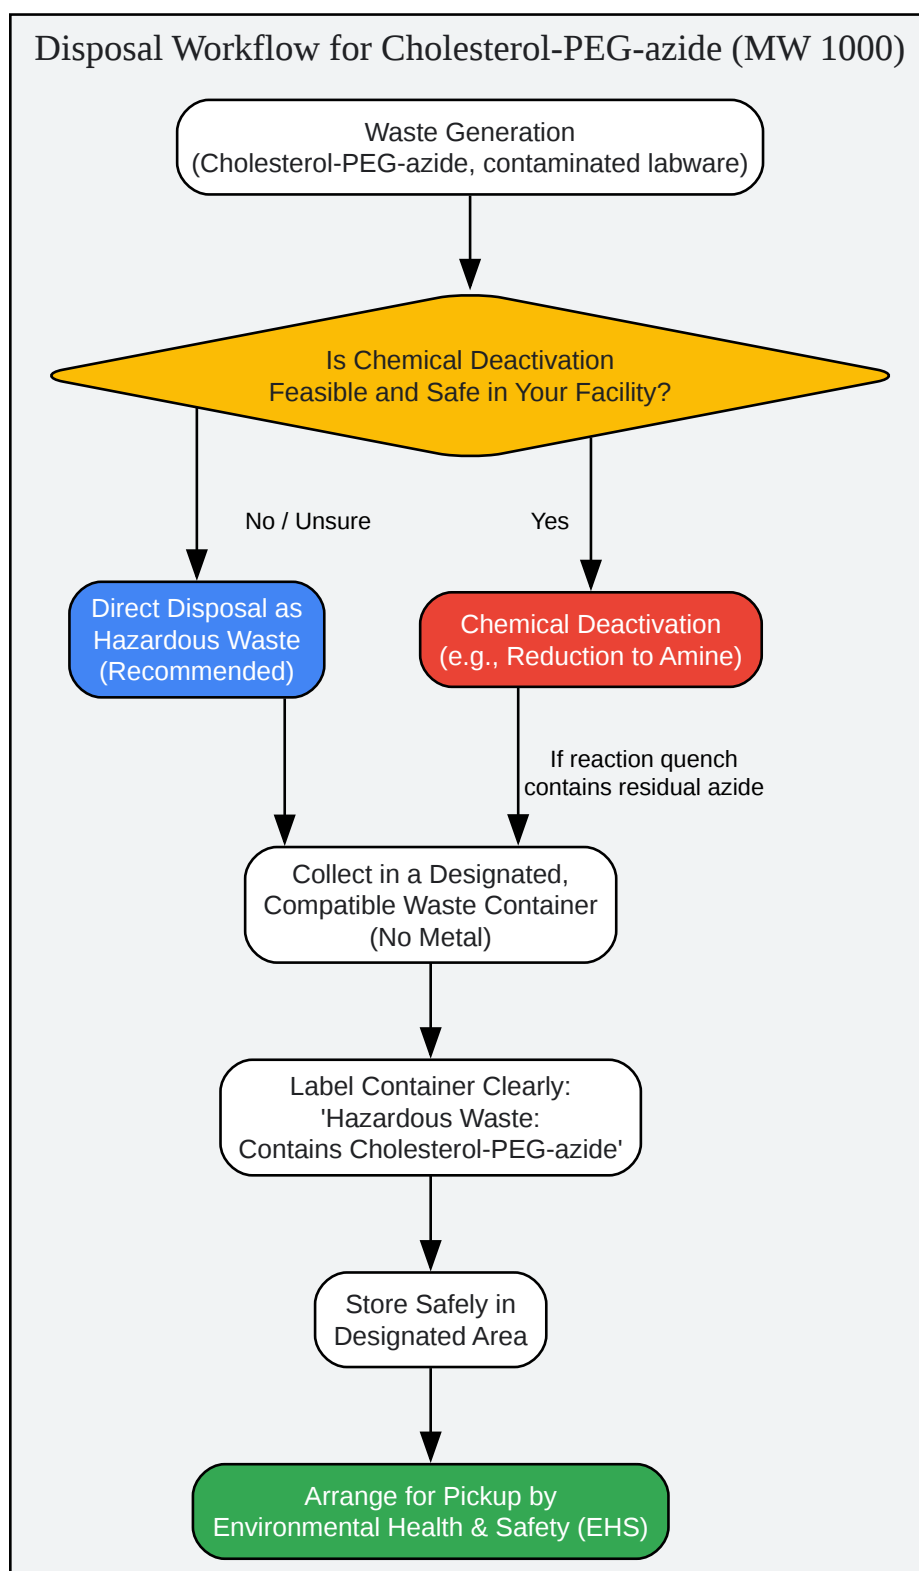 Disposal Workflow for Cholesterol-PEG-azide (MW 1000)
Waste Generation
(Cholesterol-PEG-azide, contaminated labware)
Is Chemical Deactivation
Feasible and Safe in Your Facility?
No / Unsure
Yes
Direct Disposal as
Hazardous Waste
(Recommended)
Chemical Deactivation
(e.g., Reduction to Amine)
If reaction quench
contains residual azide
Collect in a Designated,
Compatible Waste Container
(No Metal)
Label Container Clearly:
'Hazardous Waste:
Contains Cholesterol-PEG-azide'
Store Safely in
Designated Area
Arrange for Pickup by
Environmental Health & Safety (EHS)